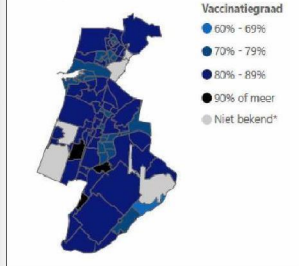 Vaccinatiegraad
60% - 69%
70% - 79%
80% - 89%
90% of meer
Niet bekend*